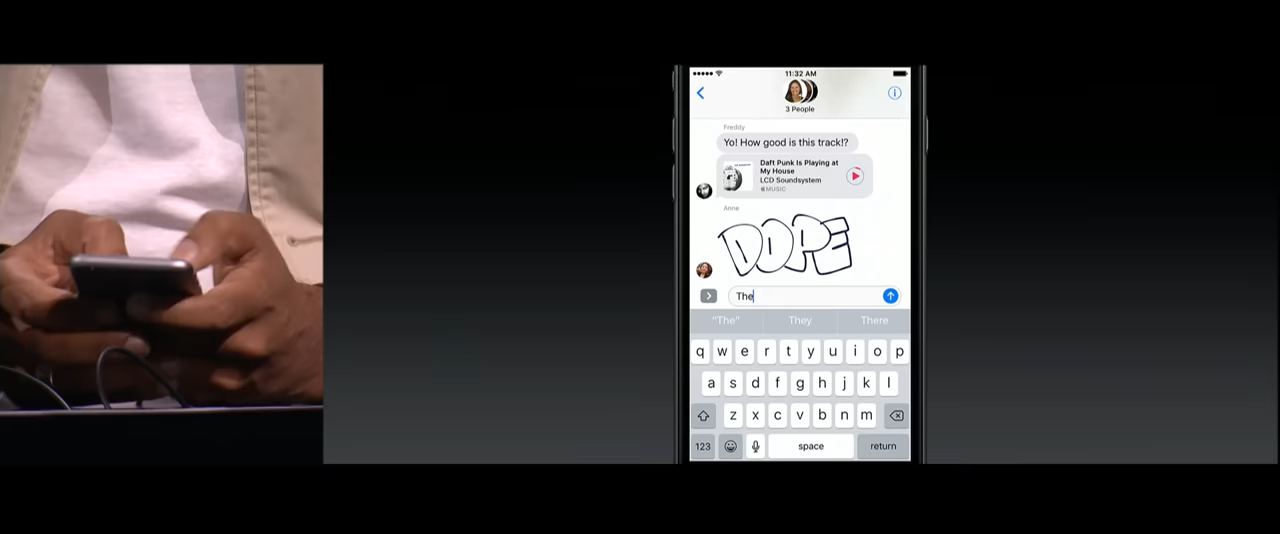 11:32 AM
3 People
Freddy
Yo! How good is this track!?
Daft Punk Is Playing at
My House
LCD Soundsystem
MUSIC
Anne
DOPE
The
“The” They There
q w e r t y u i o p
a s d f g h j k l
z x c v b n m
123 space return